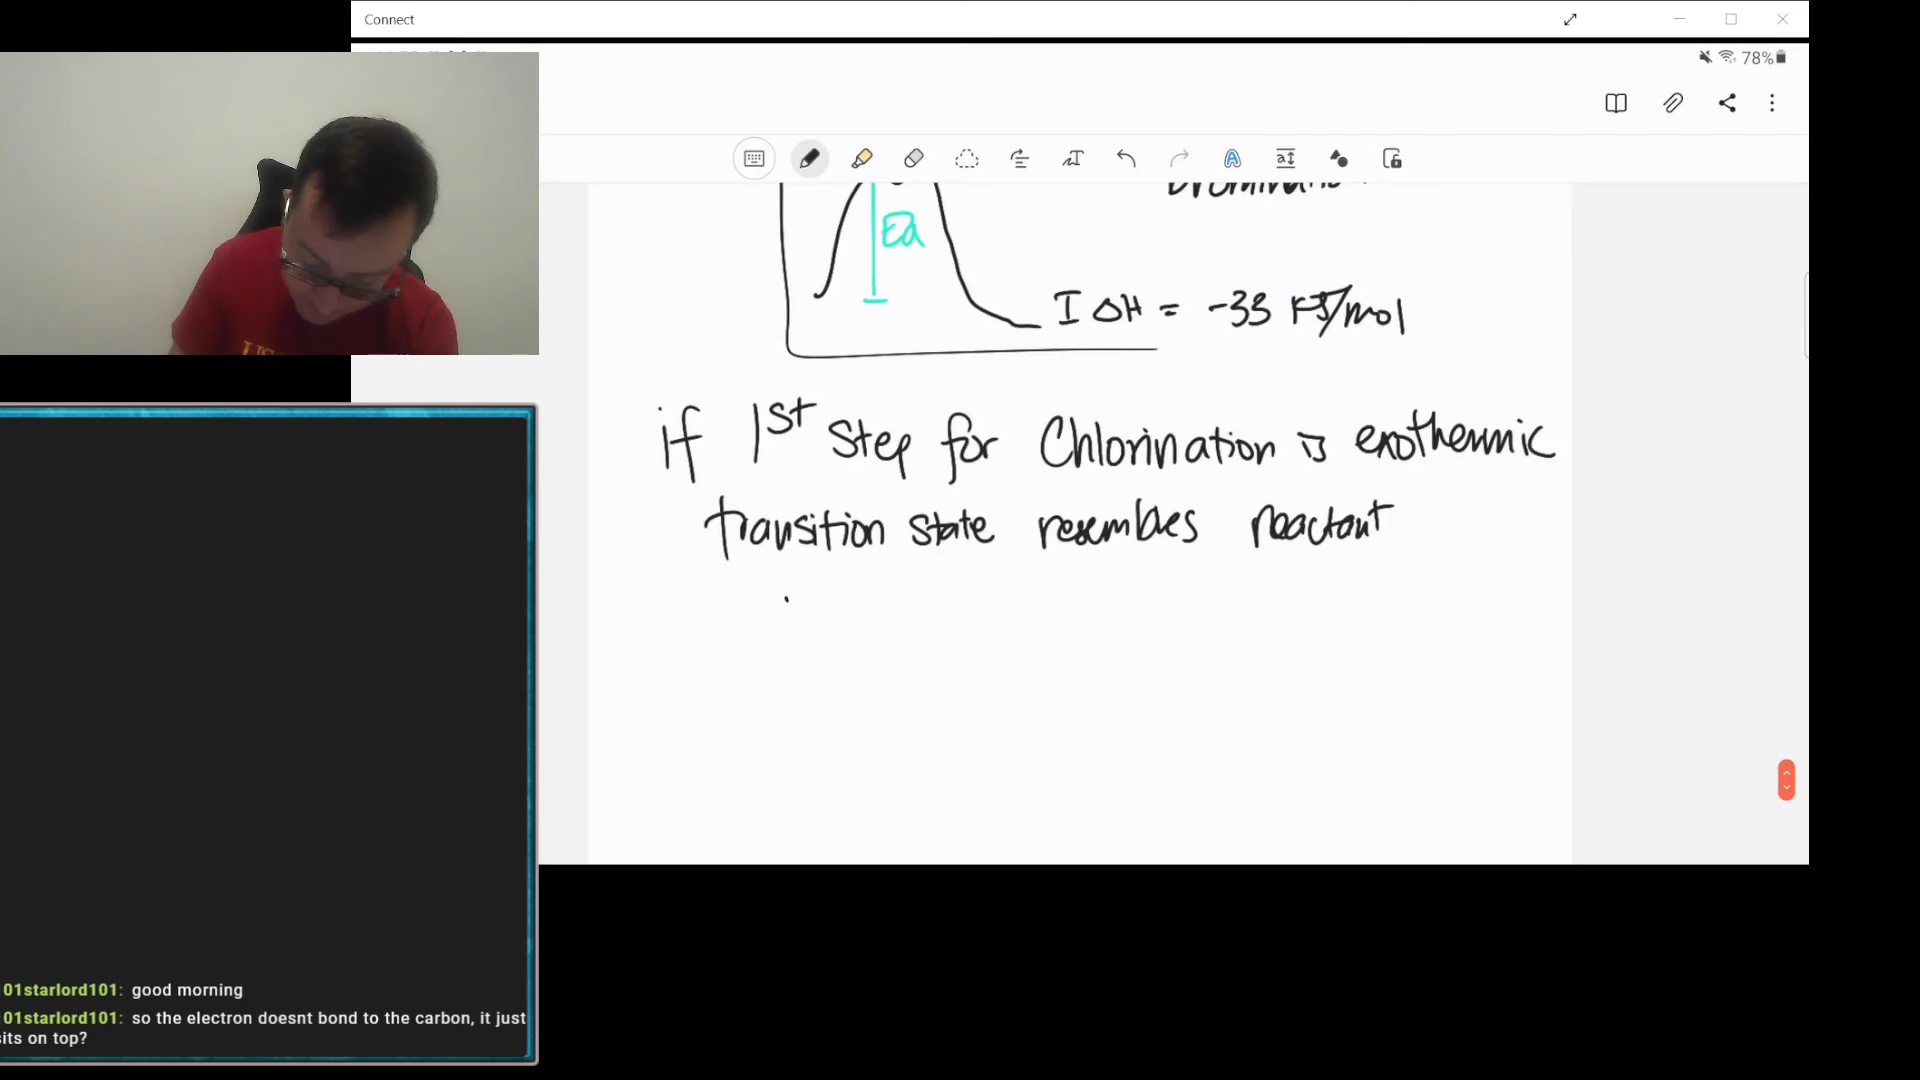 Connect
78%
Ea
I ΔH = -33 KJ/mol
if 1st Step for Chlorination is exothermic
transition state resembles reactant
01starlord101: good morning
01starlord101: so the electron doesnt bond to the carbon, it just
sits on top?